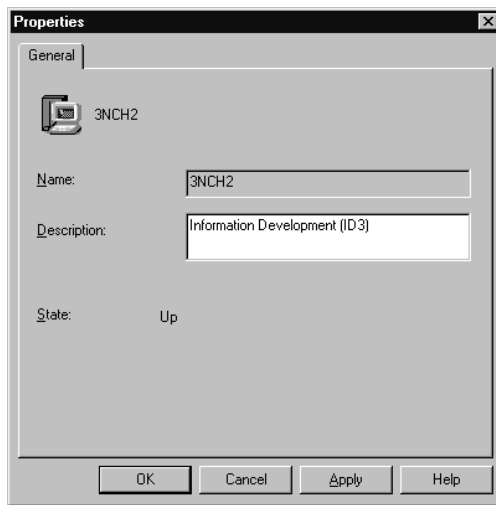 Properties
General
3NCH2
Name: 3NCH2
Description: Information Development (ID3)
State: Up
OK Cancel Apply Help